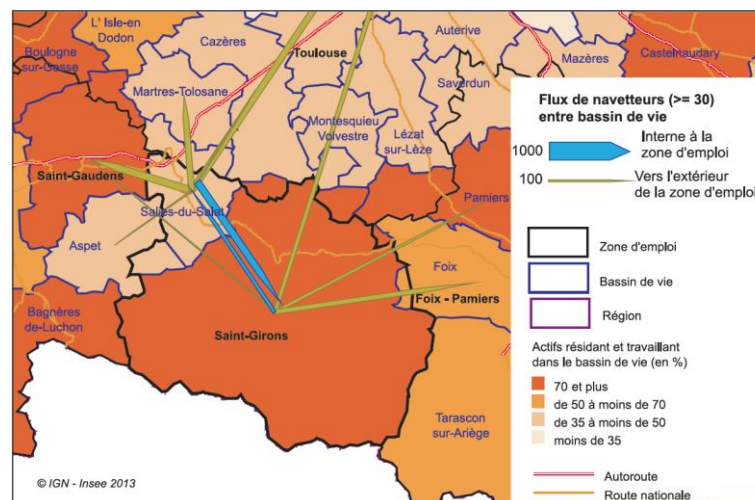 L' Isle-en
Dodon
Boulogne
sur-Gesse
Cazères
Toulouse
Auterive
Mazères
Castelnaudary
Martres-Tolosane
Saverdun
Montesquieu
Volvestre
Lézat
sur-Lèze
Saint-Gaudens
Pamiers
Salies-du-Salat
Aspet
Foix
Foix - Pamiers
Bagnères
de-Luchon
Saint-Girons
Tarascon
sur-Ariège
© IGN - Insee 2013
Flux de navetteurs (>= 30)
entre bassin de vie
1000
Interne à la
zone d'emploi
100
Vers l'extérieur
de la zone d'emploi
Zone d'emploi
Bassin de vie
Région
Actifs résidant et travaillant
dans le bassin de vie (en %)
70 et plus
de 50 à moins de 70
de 35 à moins de 50
moins de 35
Autoroute
Route nationale